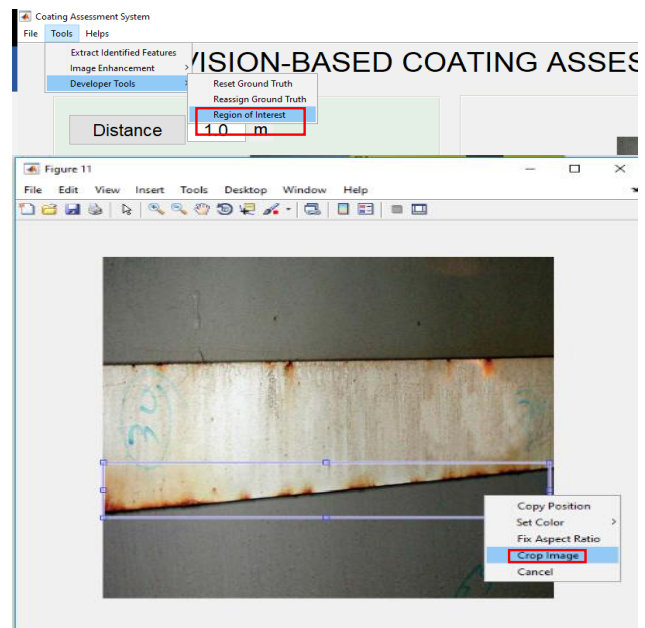 Coating Assessment System
File Tools Helps
Extract Identified Features
Image Enhancement >
Developer Tools >
VISION-BASED COATING ASSES
Reset Ground Truth
Reassign Ground Truth
Region of Interest
Distance 1.0 m
Figure 11
File Edit View Insert Tools Desktop Window Help
30
Copy Position
Set Color >
Fix Aspect Ratio
Crop Image
Cancel